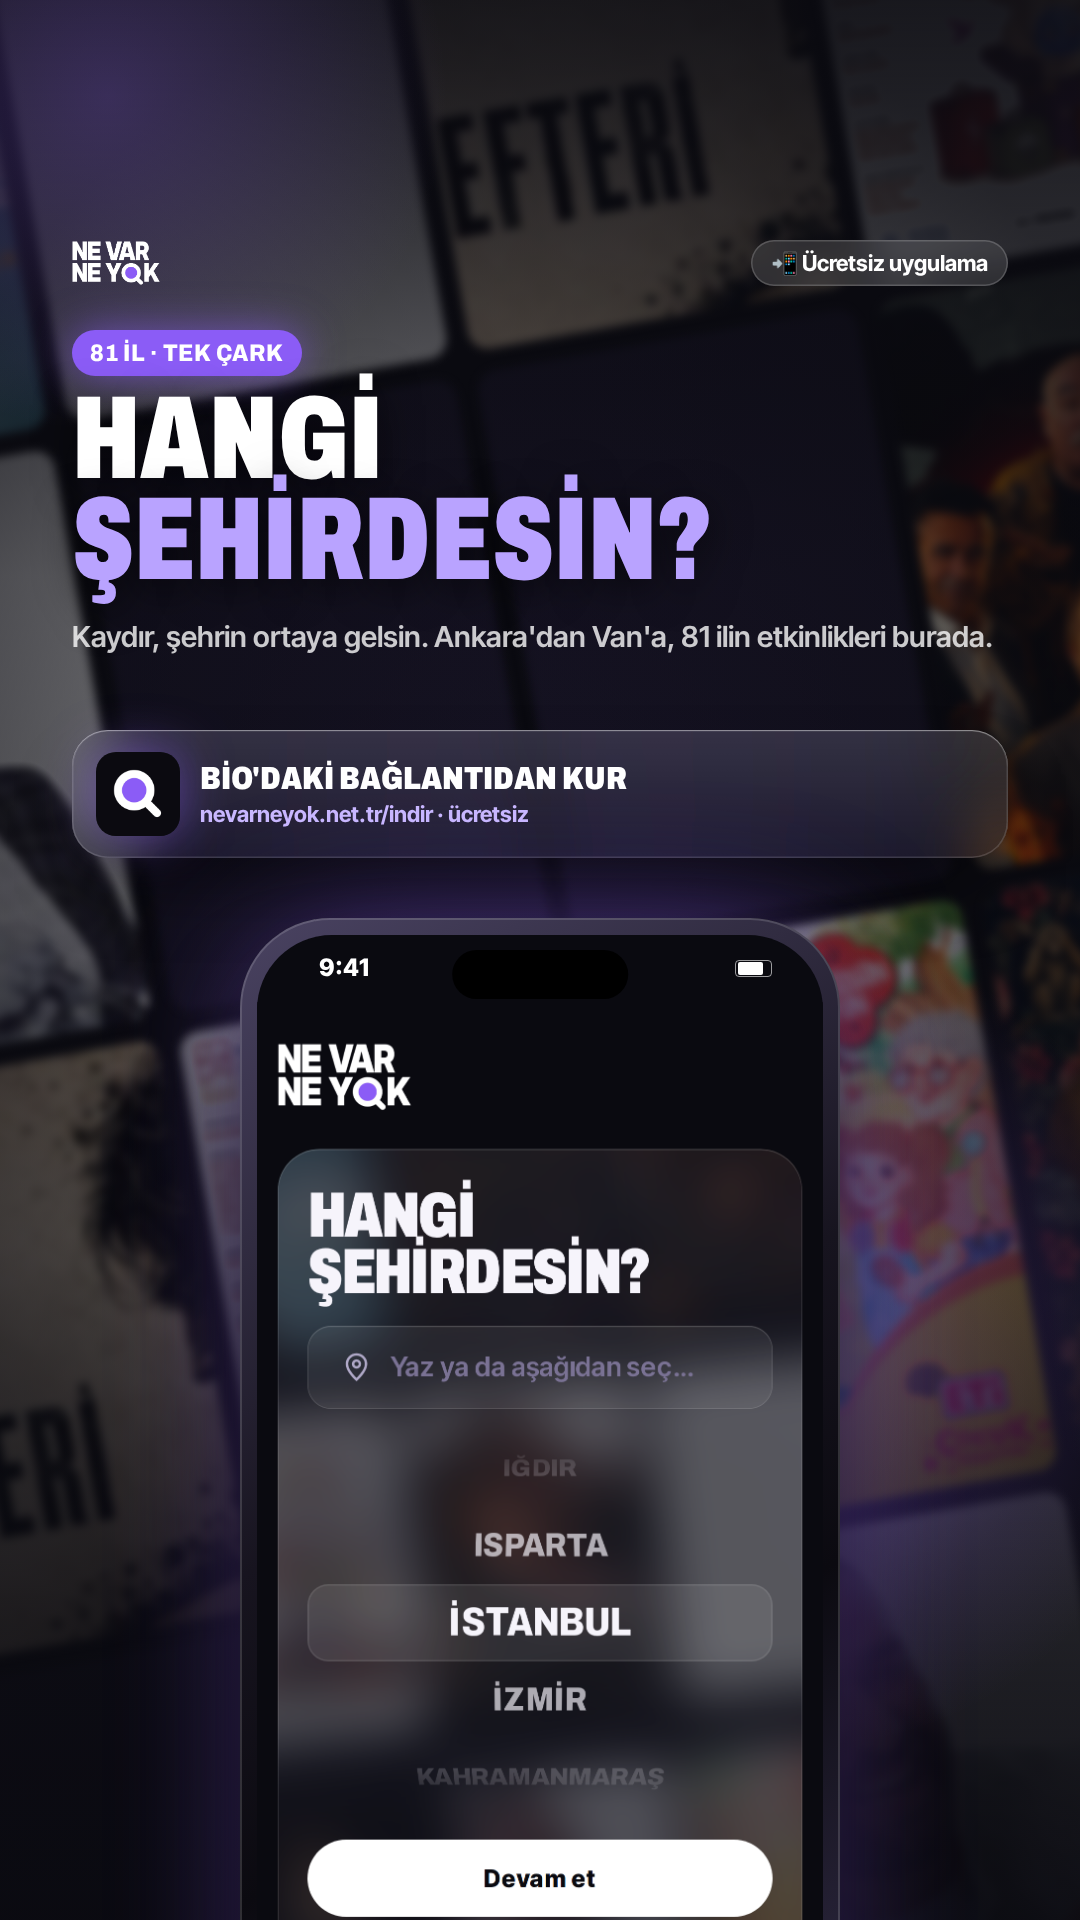 EFTERİ
NE VAR
NE YOK
📲 Ücretsiz uygulama
81 İL · TEK ÇARK
HANGİ
ŞEHİRDESİN?
Kaydır, şehrin ortaya gelsin. Ankara'dan Van'a, 81 ilin etkinlikleri burada.
BİO'DAKİ BAĞLANTIDAN KUR
nevarneyok.net.tr/indir · ücretsiz
9:41
NE VAR
NE YOK
HANGİ
ŞEHİRDESİN?
Yaz ya da aşağıdan seç...
IĞDIR
ISPARTA
İSTANBUL
İZMİR
KAHRAMANMARAŞ
ERİ
Devam et